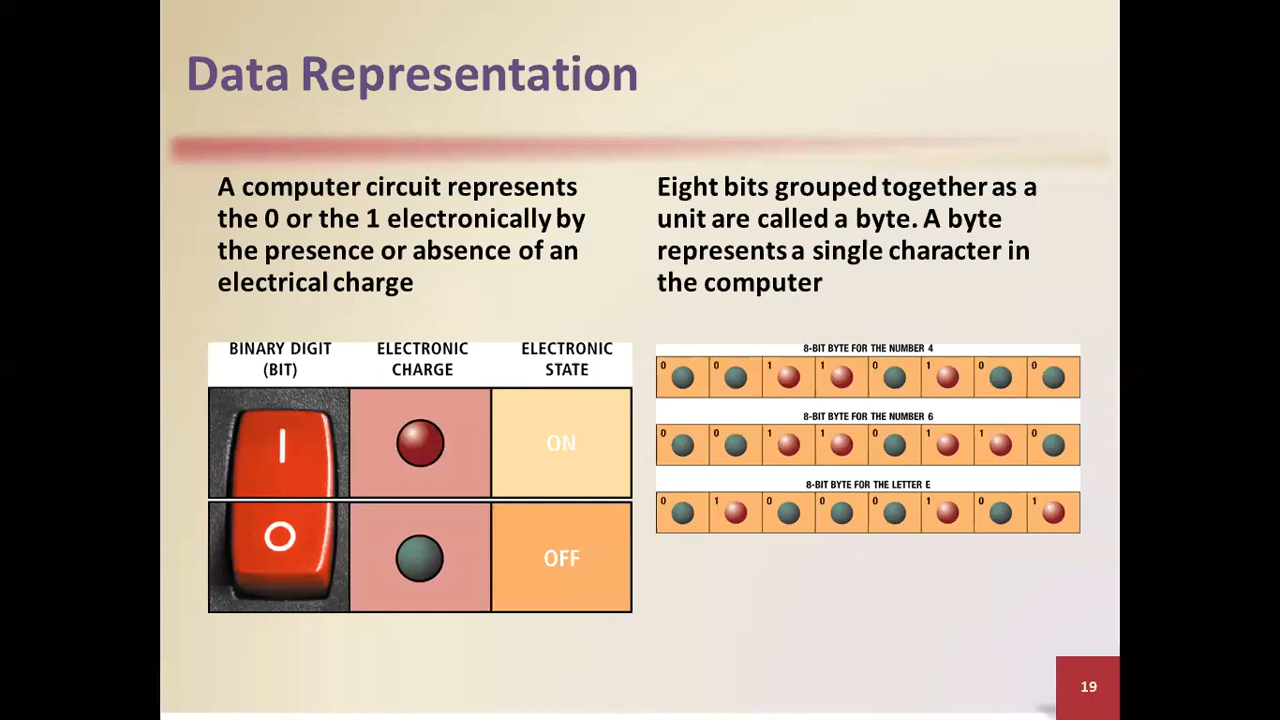 Data Representation
A computer circuit represents
the 0 or the 1 electronically by
the presence or absence of an
electrical charge
Eight bits grouped together as a
unit are called a byte. A byte
represents a single character in
the computer
BINARY DIGIT
(BIT)
ELECTRONIC
CHARGE
ELECTRONIC
STATE
I
ON
O
OFF
8-BIT BYTE FOR THE NUMBER 4
0 0 1 1 0 1 0 0
8-BIT BYTE FOR THE NUMBER 6
0 0 1 1 0 1 1 0
8-BIT BYTE FOR THE LETTER E
0 1 0 0 0 1 0 1
19